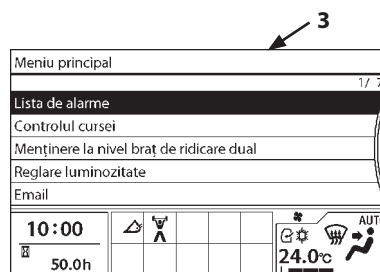 3
Meniu principal
1/ 7
Lista de alarme
Controlul cursei
Menținere la nivel braț de ridicare dual
Reglare luminozitate
Email
10:00
50.0h
AUT
24.0°c